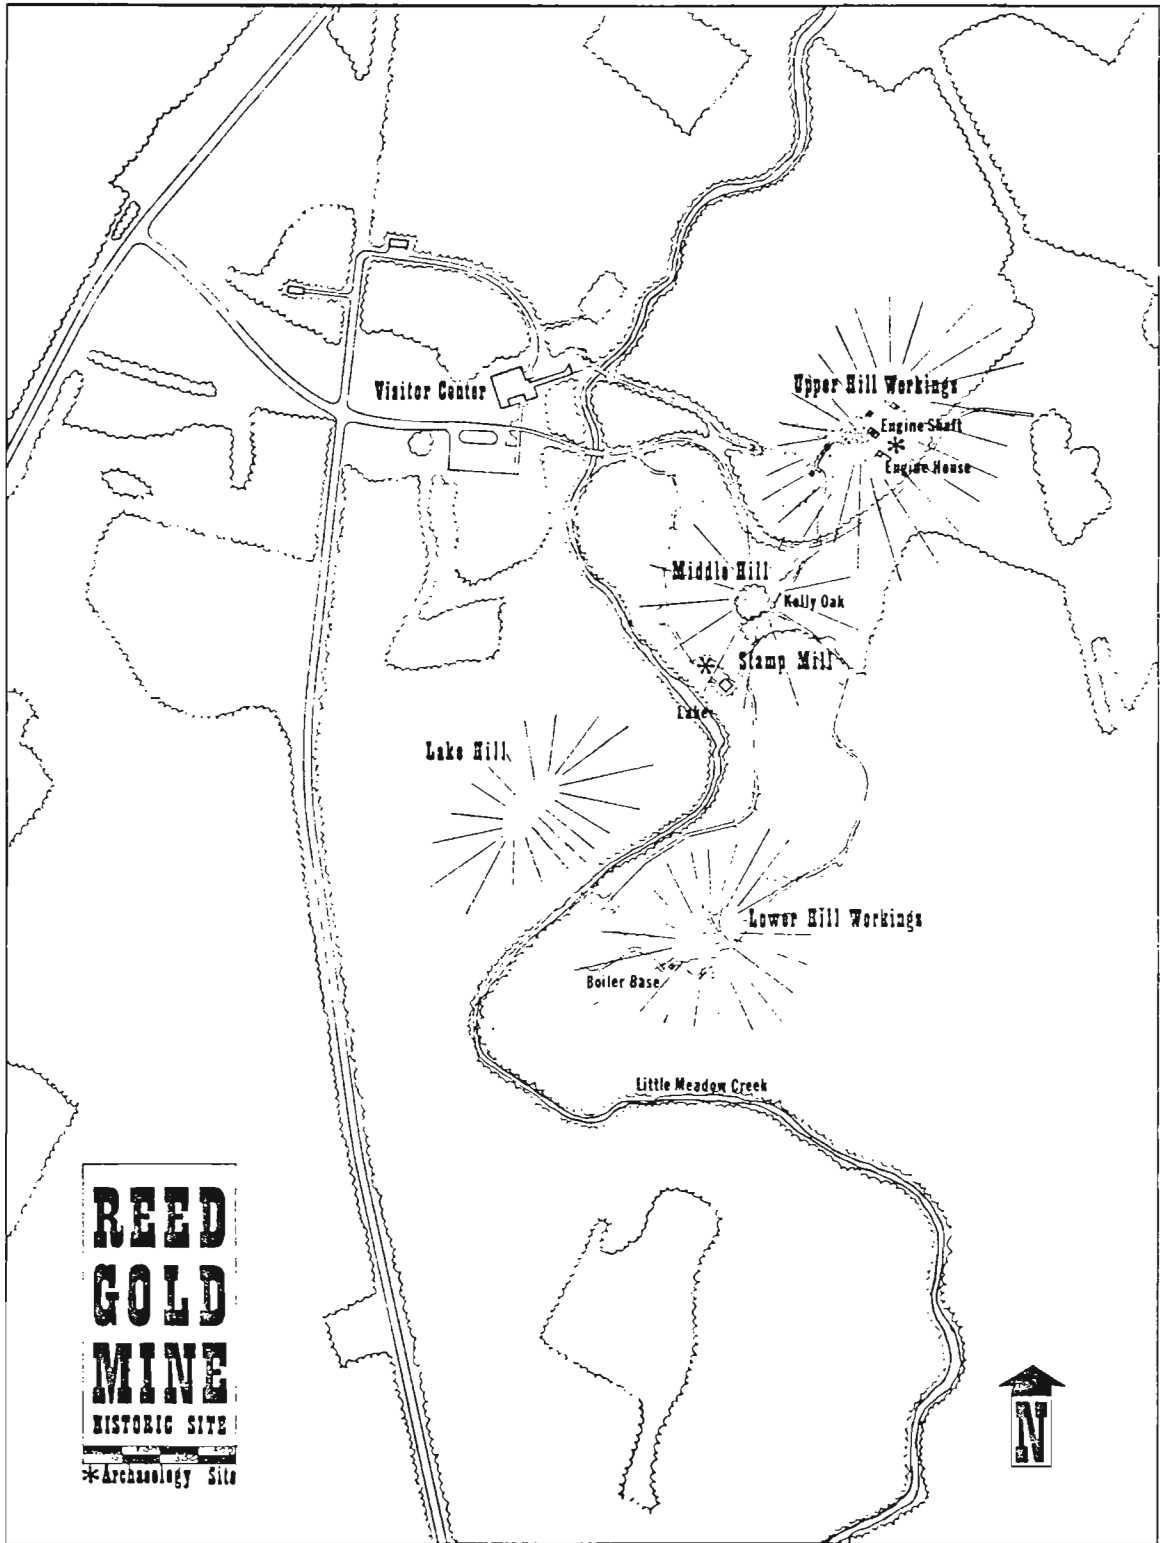 Visitor Center
Upper Hill Workings
Engine Shaft
Engine House
Middle Hill
Kelly Oak
Stamp Mill
Lake
Lake Hill
Lower Hill Workings
Boiler Base
Little Meadow Creek
REED
GOLD
MINE
HISTORIC SITE
*Archaeology Site
N